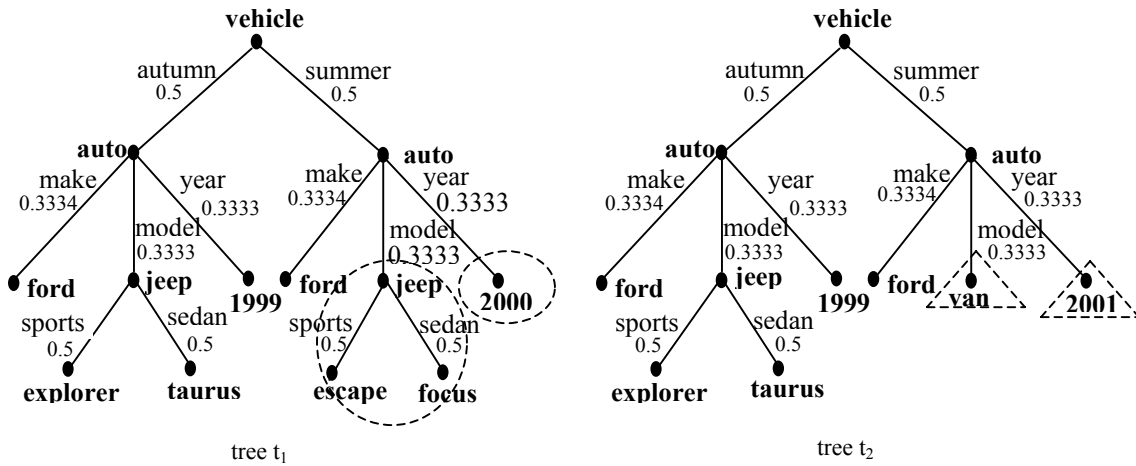 vehicle
autumn
0.5
summer
0.5
auto
auto
make
0.3334
year
0.3333
model
0.3333
make
0.3334
year
0.3333
model
0.3333
ford
jeep
1999
ford
jeep
2000
sports
0.5
sedan
0.5
sports
0.5
sedan
0.5
explorer
taurus
escape
focus
tree t₁
vehicle
autumn
0.5
summer
0.5
auto
auto
make
0.3334
year
0.3333
model
0.3333
make
0.3334
year
0.3333
model
0.3333
ford
jeep
1999
ford
van
2001
sports
0.5
sedan
0.5
explorer
taurus
tree t₂